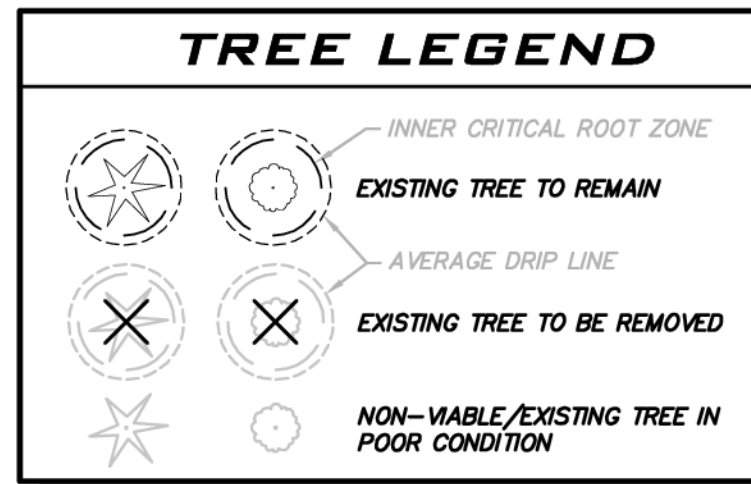 TREE LEGEND
INNER CRITICAL ROOT ZONE
EXISTING TREE TO REMAIN
AVERAGE DRIP LINE
EXISTING TREE TO BE REMOVED
NON-VIABLE/EXISTING TREE IN
POOR CONDITION